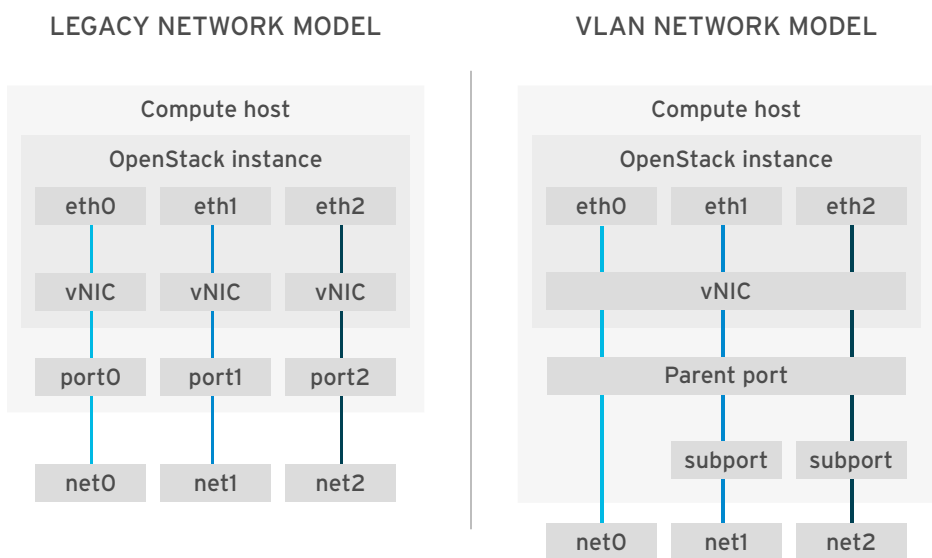 LEGACY NETWORK MODEL
Compute host
OpenStack instance
eth0 eth1 eth2
vNIC vNIC vNIC
port0 port1 port2
net0 net1 net2
VLAN NETWORK MODEL
Compute host
OpenStack instance
eth0 eth1 eth2
vNIC
Parent port
subport subport
net0 net1 net2